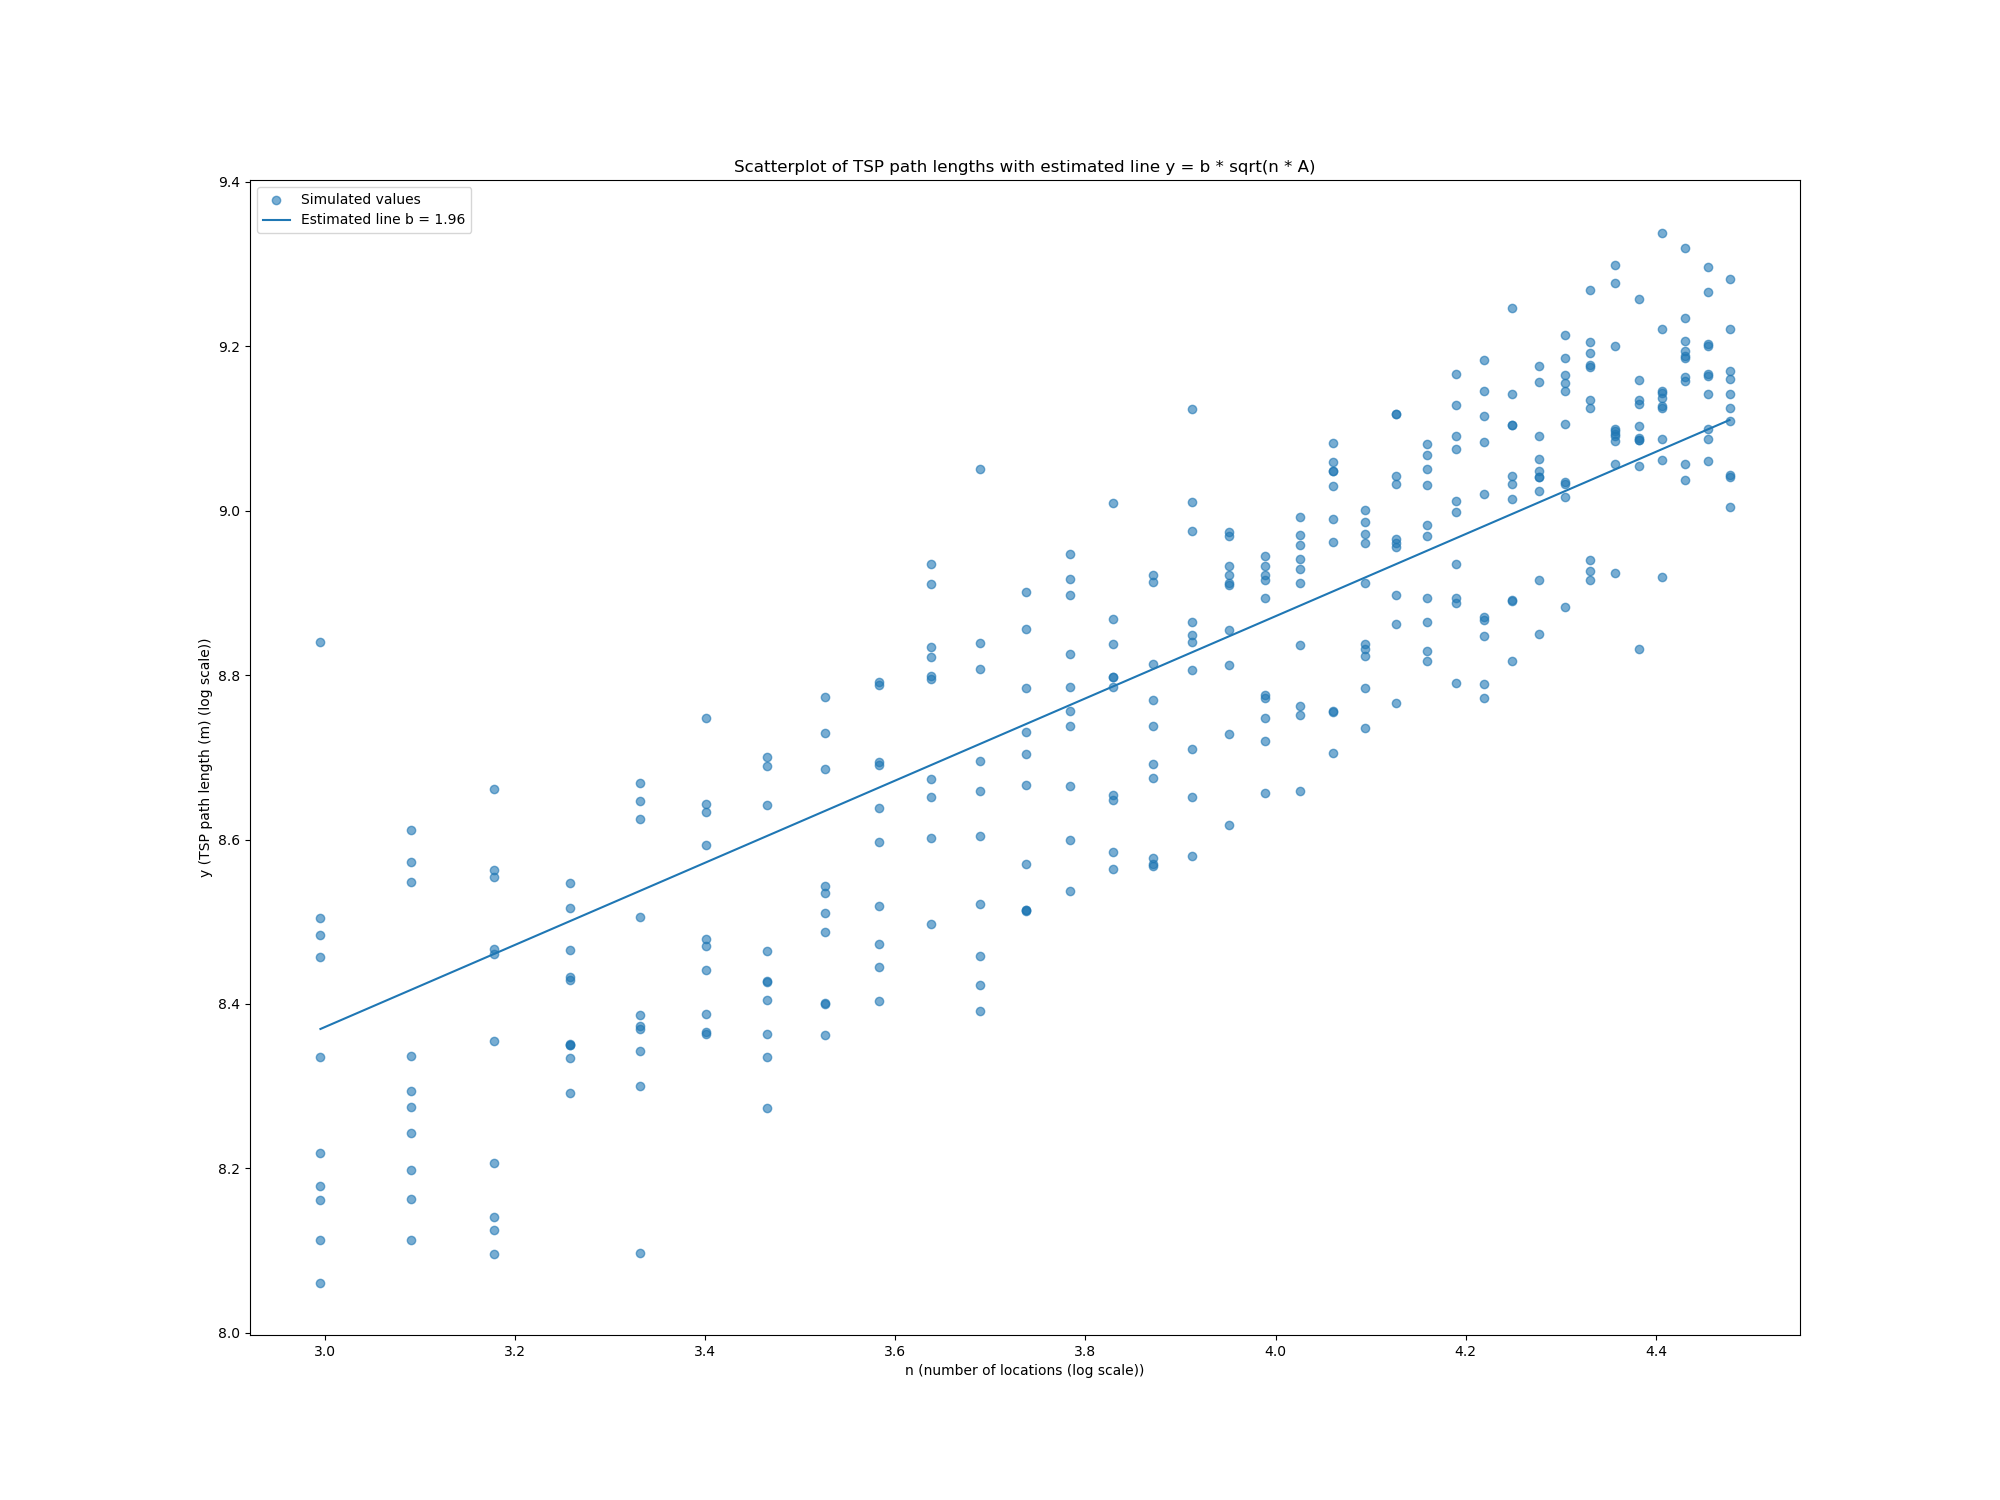 Scatterplot of TSP path lengths with estimated line y = b * sqrt(n * A)
Simulated values
Estimated line b = 1.96
9.4
9.2
9.0
8.8
8.6
8.4
8.2
8.0
y (TSP path length (m) (log scale))
3.0 3.2 3.4 3.6 3.8 4.0 4.2 4.4
n (number of locations (log scale))